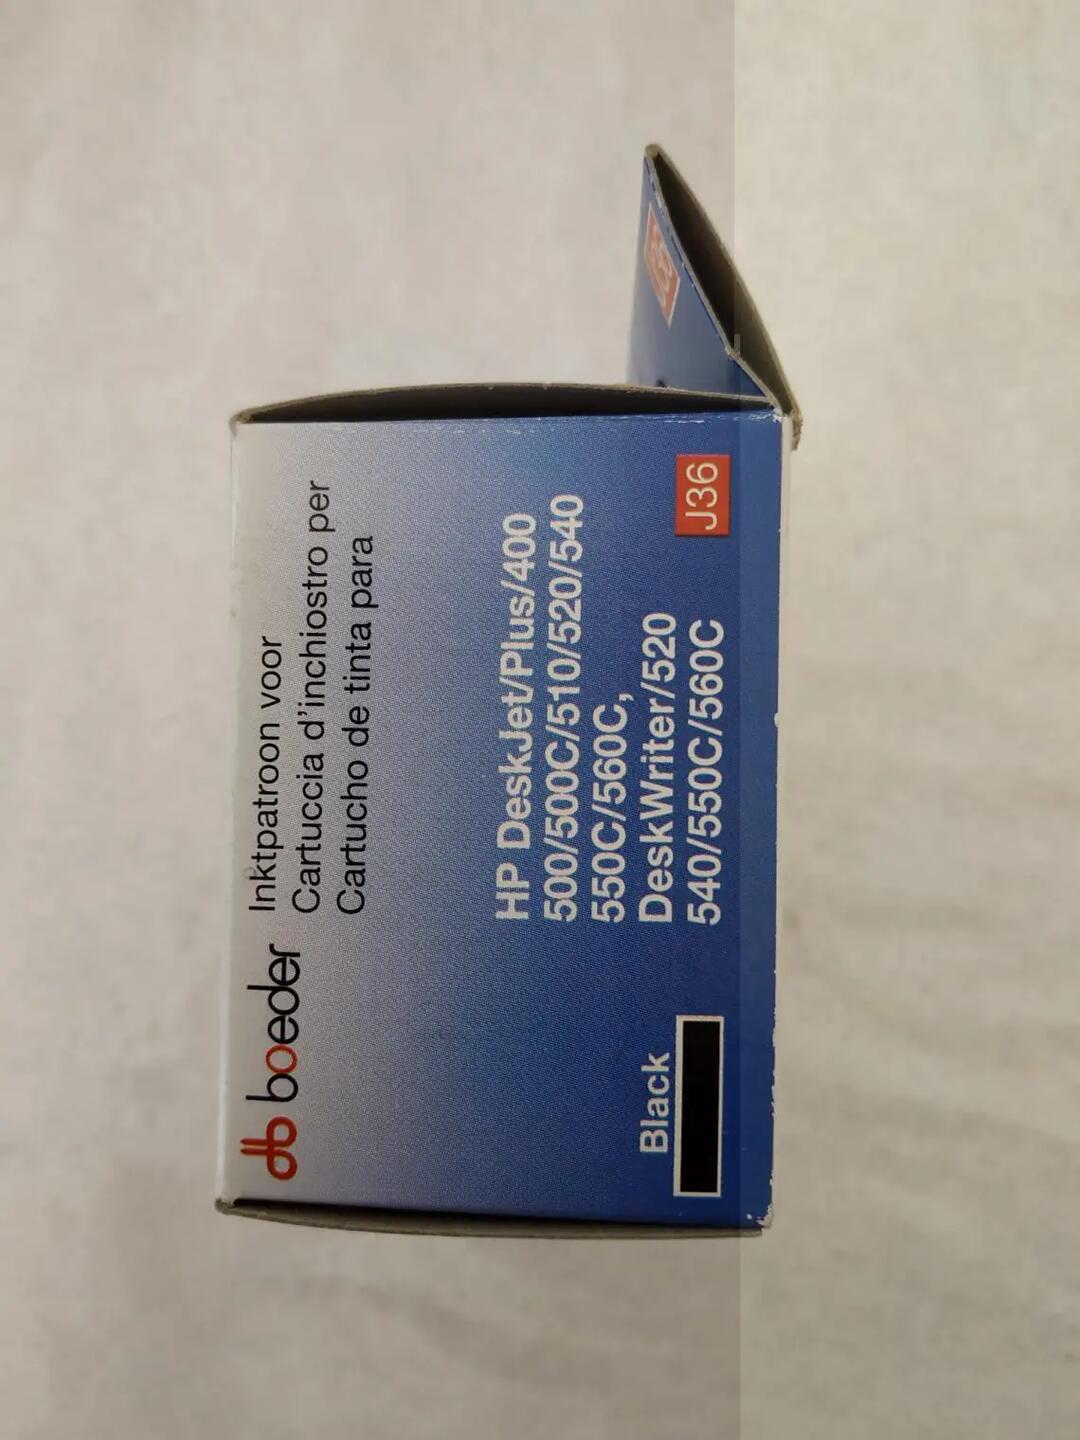 boeder
Inktpatroon voor
Cartuccia d'inchiostro per
Cartucho de tinta para
HP DeskJet/Plus/400
500/500C/510/520/540
550C/560C,
DeskWriter/520
540/550C/560C
Black
J36